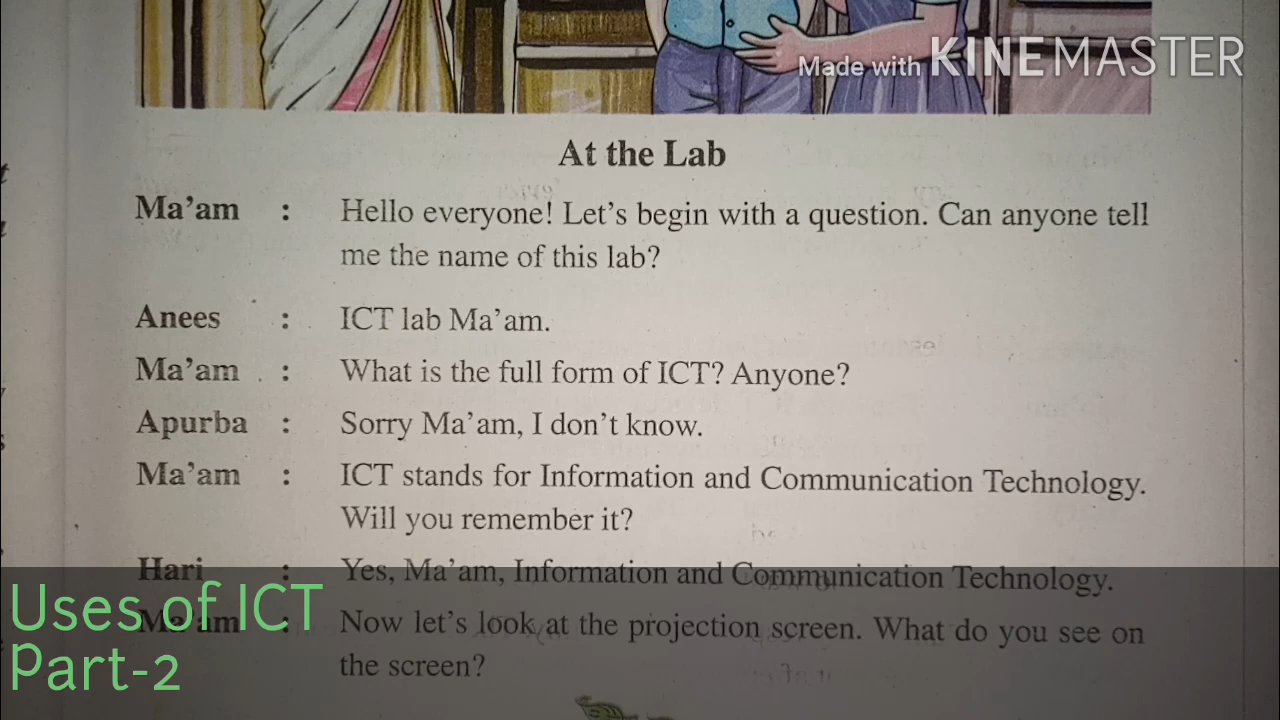 Made with KINEMASTER
At the Lab
Ma'am : Hello everyone! Let's begin with a question. Can anyone tell
me the name of this lab?
Anees : ICT lab Ma'am.
Ma'am : What is the full form of ICT? Anyone?
Apurba : Sorry Ma'am, I don't know.
Ma'am : ICT stands for Information and Communication Technology.
Will you remember it?
Hari : Yes, Ma'am, Information and Communication Technology.
Ma'am : Now let's look at the projection screen. What do you see on
the screen?
Uses of ICT
Part-2